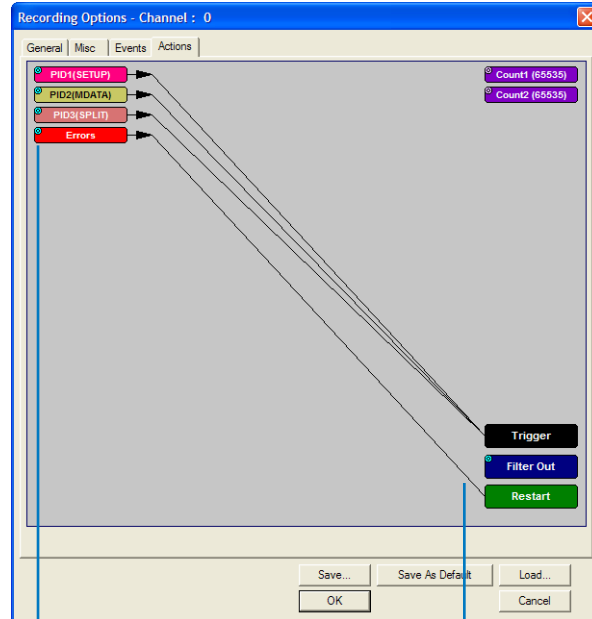 Recording Options - Channel : 0
General Misc Events Actions
PID1(SETUP)
PID2(MDATA)
PID3(SPLIT)
Errors
Count1 (65535)
Count2 (65535)
Trigger
Filter Out
Restart
Save... Save As Default Load...
OK Cancel